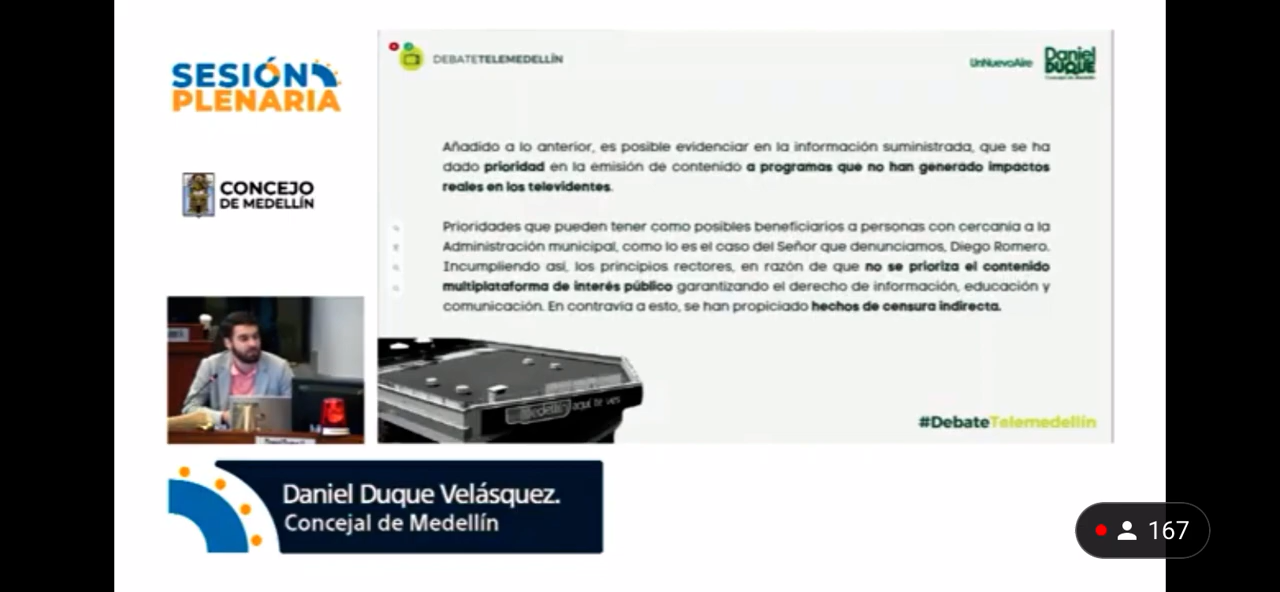 SESIÓN
PLENARIA
CONCEJO
DE MEDELLÍN
DEBATETELEMEDELLÍN
UnNuevoAire
Daniel
DUQUE
Añadido a lo anterior, es posible evidenciar en la información suministrada, que se ha
dado prioridad en la emisión de contenido a programas que no han generado impactos
reales en los televidentes.
Prioridades que pueden tener como posibles beneficiarios a personas con cercanía a la
Administración municipal, como lo es el caso del Señor que denunciamos, Diego Romero.
Incumpliendo así, los principios rectores, en razón de que no se prioriza el contenido
multiplataforma de interés público garantizando el derecho de información, educación y
comunicación. En contravía a esto, se han propiciado hechos de censura indirecta.
medellín aquí te ves
#DebateTelemedellín
Daniel Duque Velásquez.
Concejal de Medellín
167